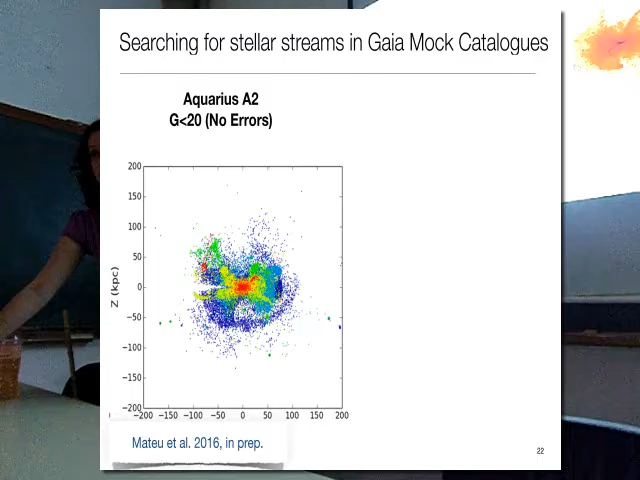 Searching for stellar streams in Gaia Mock Catalogues
Aquarius A2
G<20 (No Errors)
200
150
100
50
0
−50
−100
−150
−200
Z (kpc)
−200 −150 −100 −50 0 50 100 150 200
Mateu et al. 2016, in prep.
22